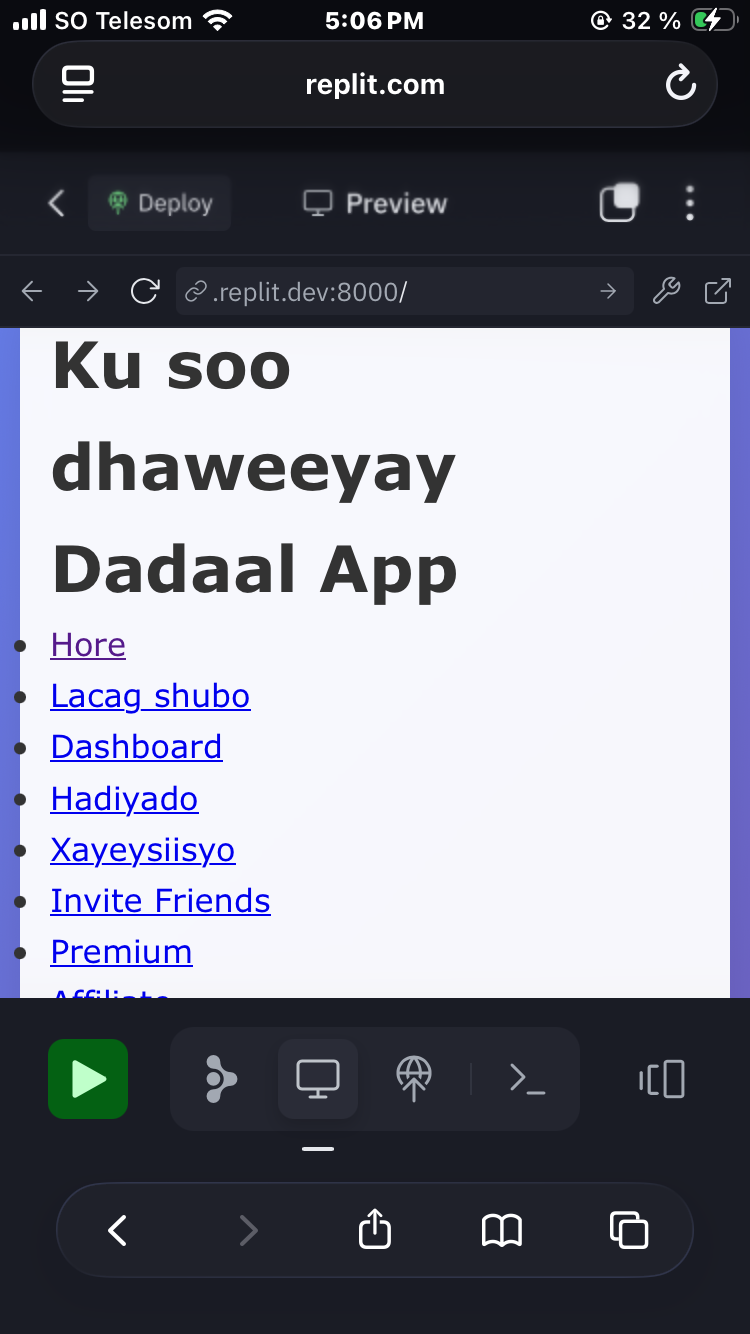 SO Telesom
5:06 PM
32 %
replit.com
Deploy
Preview
.replit.dev:8000/
Ku soo
dhaweeyay
Dadaal App
Hore
Lacag shubo
Dashboard
Hadiyado
Xayeysiisyo
Invite Friends
Premium
Affiliate